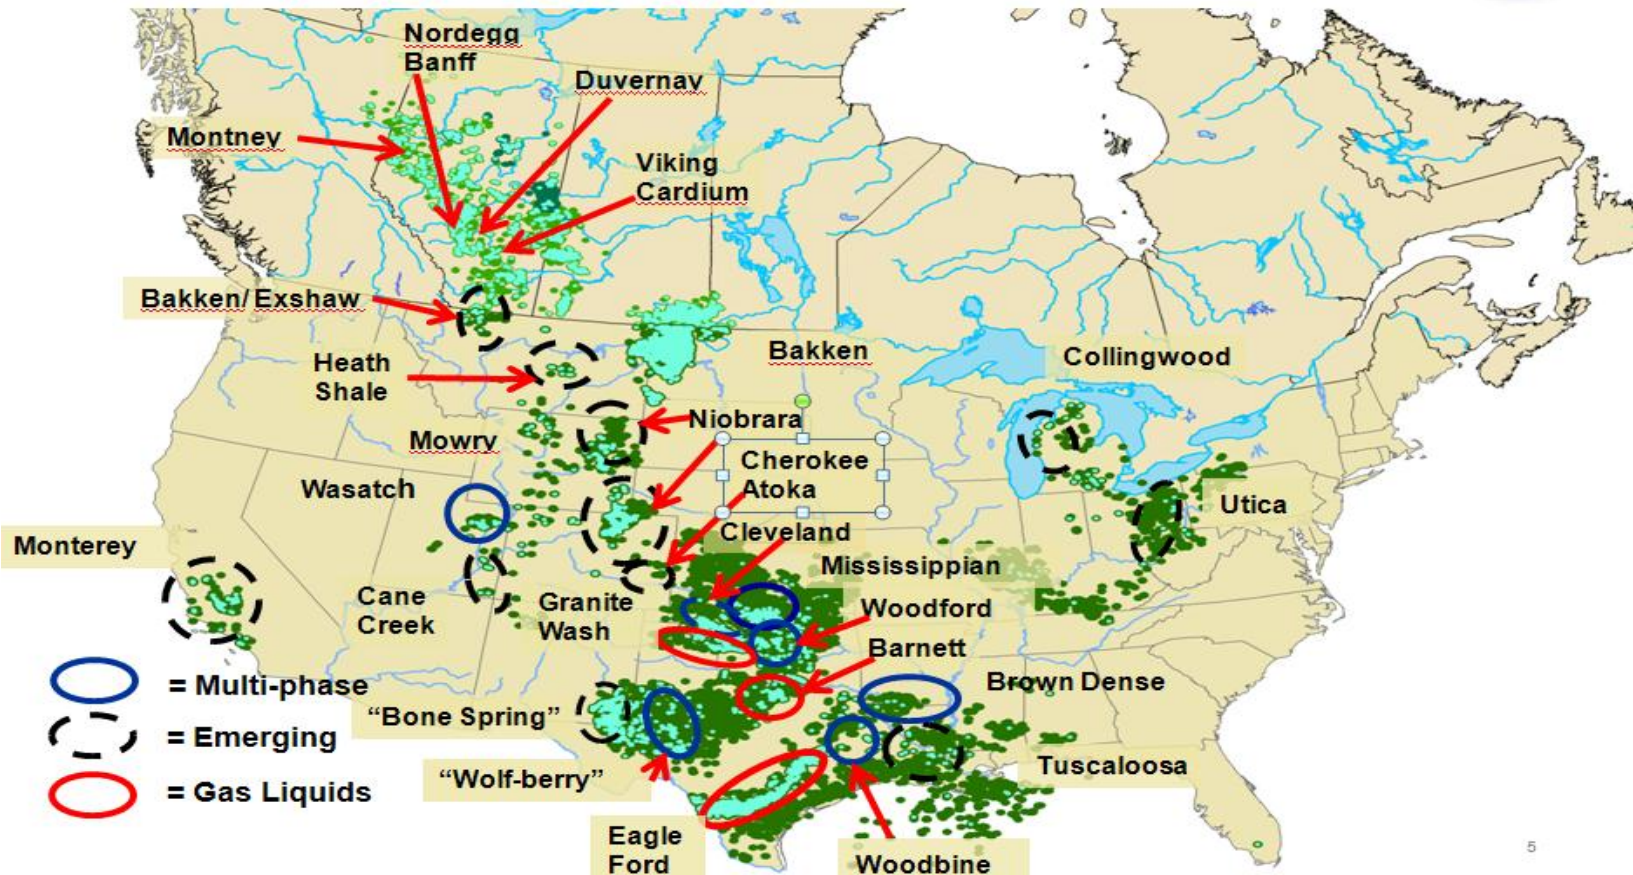 Nordegg
Banff
Duvernay
Montney
Viking
Cardium
Bakken/ Exshaw
Heath
Shale
Bakken
Collingwood
Niobrara
Mowry
Cherokee
Atoka
Wasatch
Utica
Cleveland
Monterey
Mississippian
Cane
Creek
Granite
Wash
Woodford
Barnett
= Multi-phase
Brown Dense
“Bone Spring”
= Emerging
Tuscaloosa
“Wolf-berry”
= Gas Liquids
Eagle
Ford
Woodbine
5